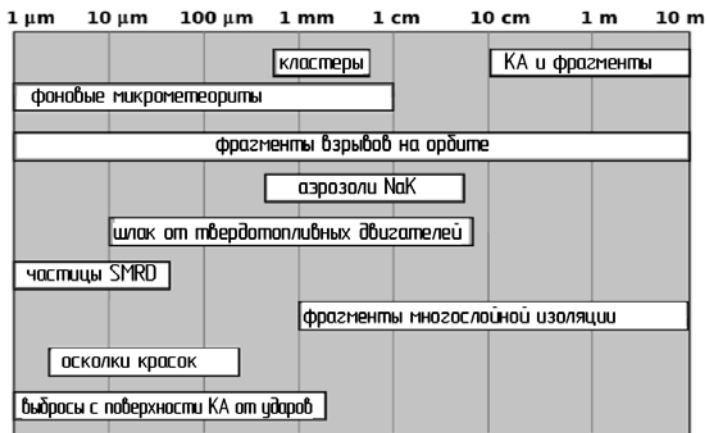 1 µm 10 µm 100 µm 1 mm 1 cm 10 cm 1 m 10 m
кластеры КА и фрагменты
фоновые микрометеориты
фрагменты взрывов на орбите
аэрозоли NaK
шлак от твердотопливных двигателей
частицы SMRD
фрагменты многослойной изоляции
осколки красок
выбросы с поверхности КА от ударов